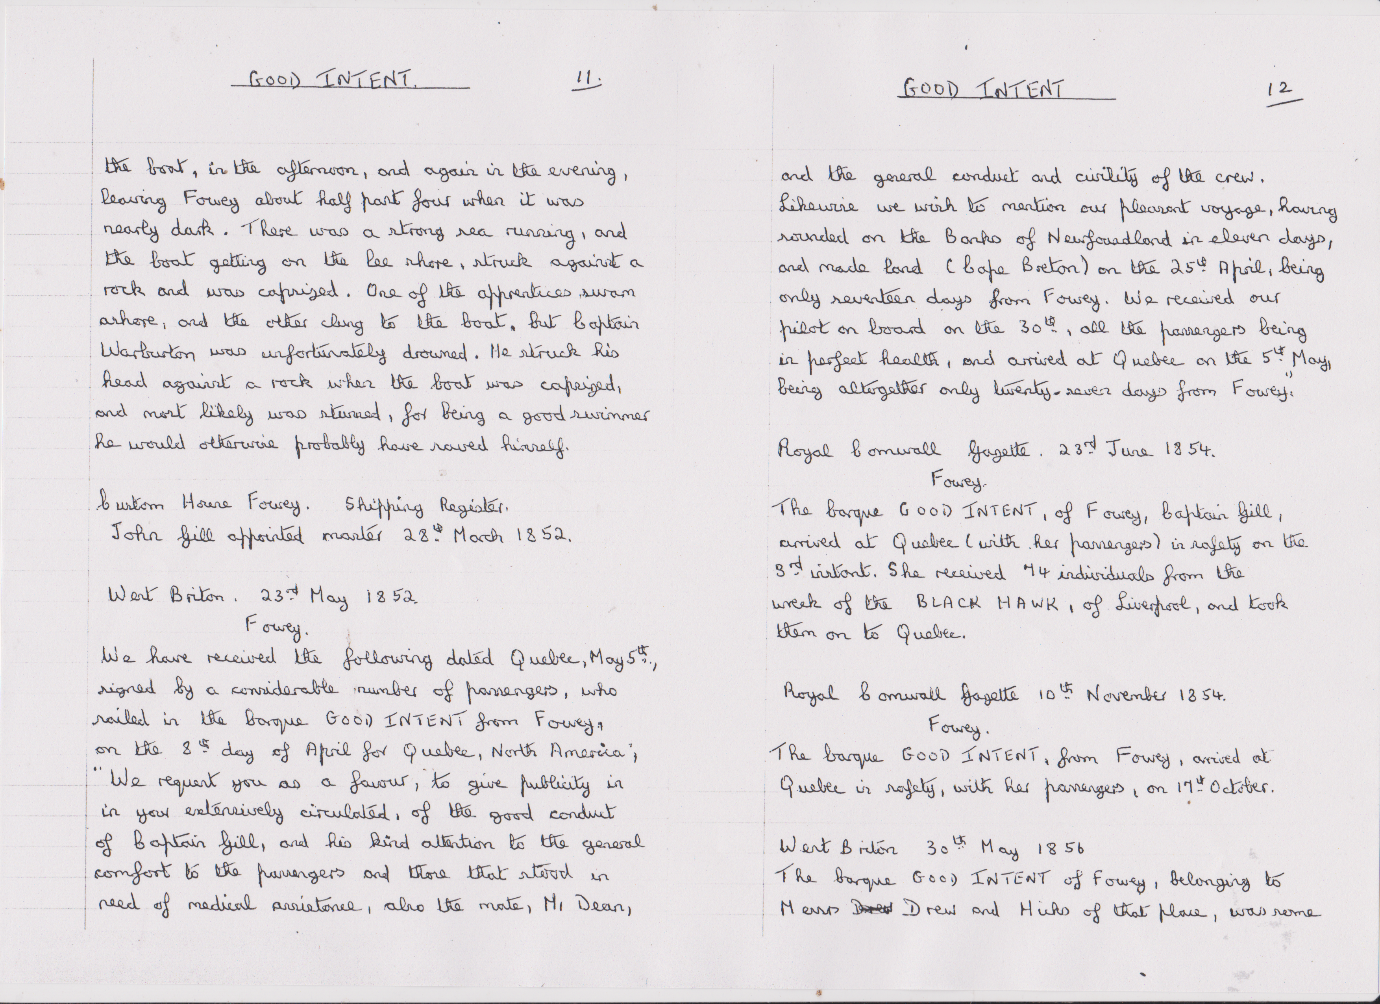 GOOD INTENT. 11.
the boat, in the afternoon, and again in the evening,
leaving Fowey about half past four when it was
nearly dark. There was a strong sea running, and
the boat getting on the lee shore, struck against a
rock and was capsized. One of the apprentices swam
ashore, and the other clung to the boat, but Captain
Warburton was unfortunately drowned. He struck his
head against a rock when the boat was capsized,
and most likely was stunned, for being a good swimmer
he would otherwise probably have saved himself.
Custom House Fowey. Shipping Register.
John Gill appointed master 28th March 1852.
West Briton. 23rd May 1852
Fowey.
We have received the following dated Quebec, May 5th.,
signed by a considerable number of passengers, who
sailed in the barque GOOD INTENT from Fowey,
on the 8th day of April for Quebec, North America;
"We request you as a favour, to give publicity in
in your extensively circulated, of the good conduct
of Captain Gill, and his kind attention to the general
comfort to the passengers and those that stood in
need of medical assistance, also the mate, Mr Dean,
GOOD INTENT 12
and the general conduct and civility of the crew.
Likewise we wish to mention our pleasant voyage, having
sounded on the Banks of Newfouadland in eleven days,
and made land (Cape Breton) on the 25th April, being
only seventeen days from Fowey. We received our
pilot on board on the 30th, all the passengers being
in perfect health, and arrived at Quebec on the 5th May,
being altogether only twenty-seven days from Fowey."
Royal Cornwall Gazette. 23rd June 1854.
Fowey.
The barque GOOD INTENT, of Fowey, Captain Gill,
arrived at Quebec (with her passengers) in safety on the
3rd instant. She received 74 individuals from the
wreck of the BLACK HAWK, of Liverpool, and took
them on to Quebec.
Royal Cornwall Gazette 10th November 1854.
Fowey.
The barque GOOD INTENT, from Fowey, arrived at
Quebec in safety, with her passengers, on 17th October.
West Briton 30th May 1856
The barque GOOD INTENT of Fowey, belonging to
Messrs Drew and Hicks of that place, was some